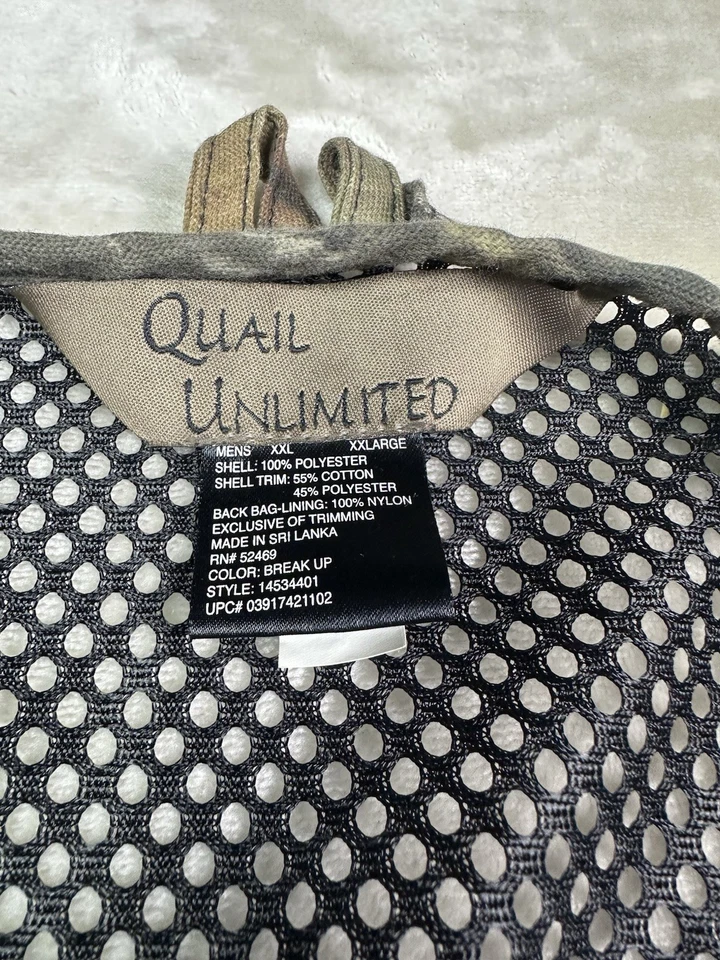 QUAIL
UNLIMITED
MENS XXL XXLARGE
SHELL: 100% POLYESTER
SHELL TRIM: 55% COTTON
45% POLYESTER
BACK BAG-LINING: 100% NYLON
EXCLUSIVE OF TRIMMING
MADE IN SRI LANKA
RN# 52469
COLOR: BREAK UP
STYLE: 14534401
UPC# 03917421102